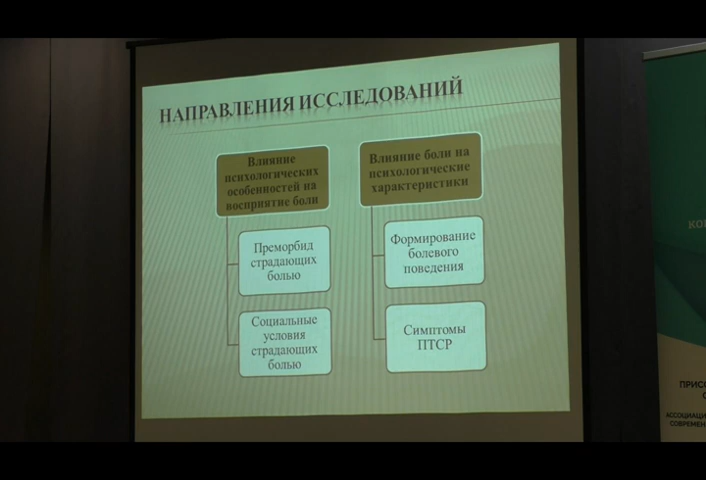 НАПРАВЛЕНИЯ ИССЛЕДОВАНИЙ
Влияние
психологических
особенностей на
восприятие боли
Преморбид
страдающих
болью
Социальные
условия
страдающих
болью
Влияние боли на
психологические
характеристики
Формирование
болевого
поведения
Симптомы
ПТСР